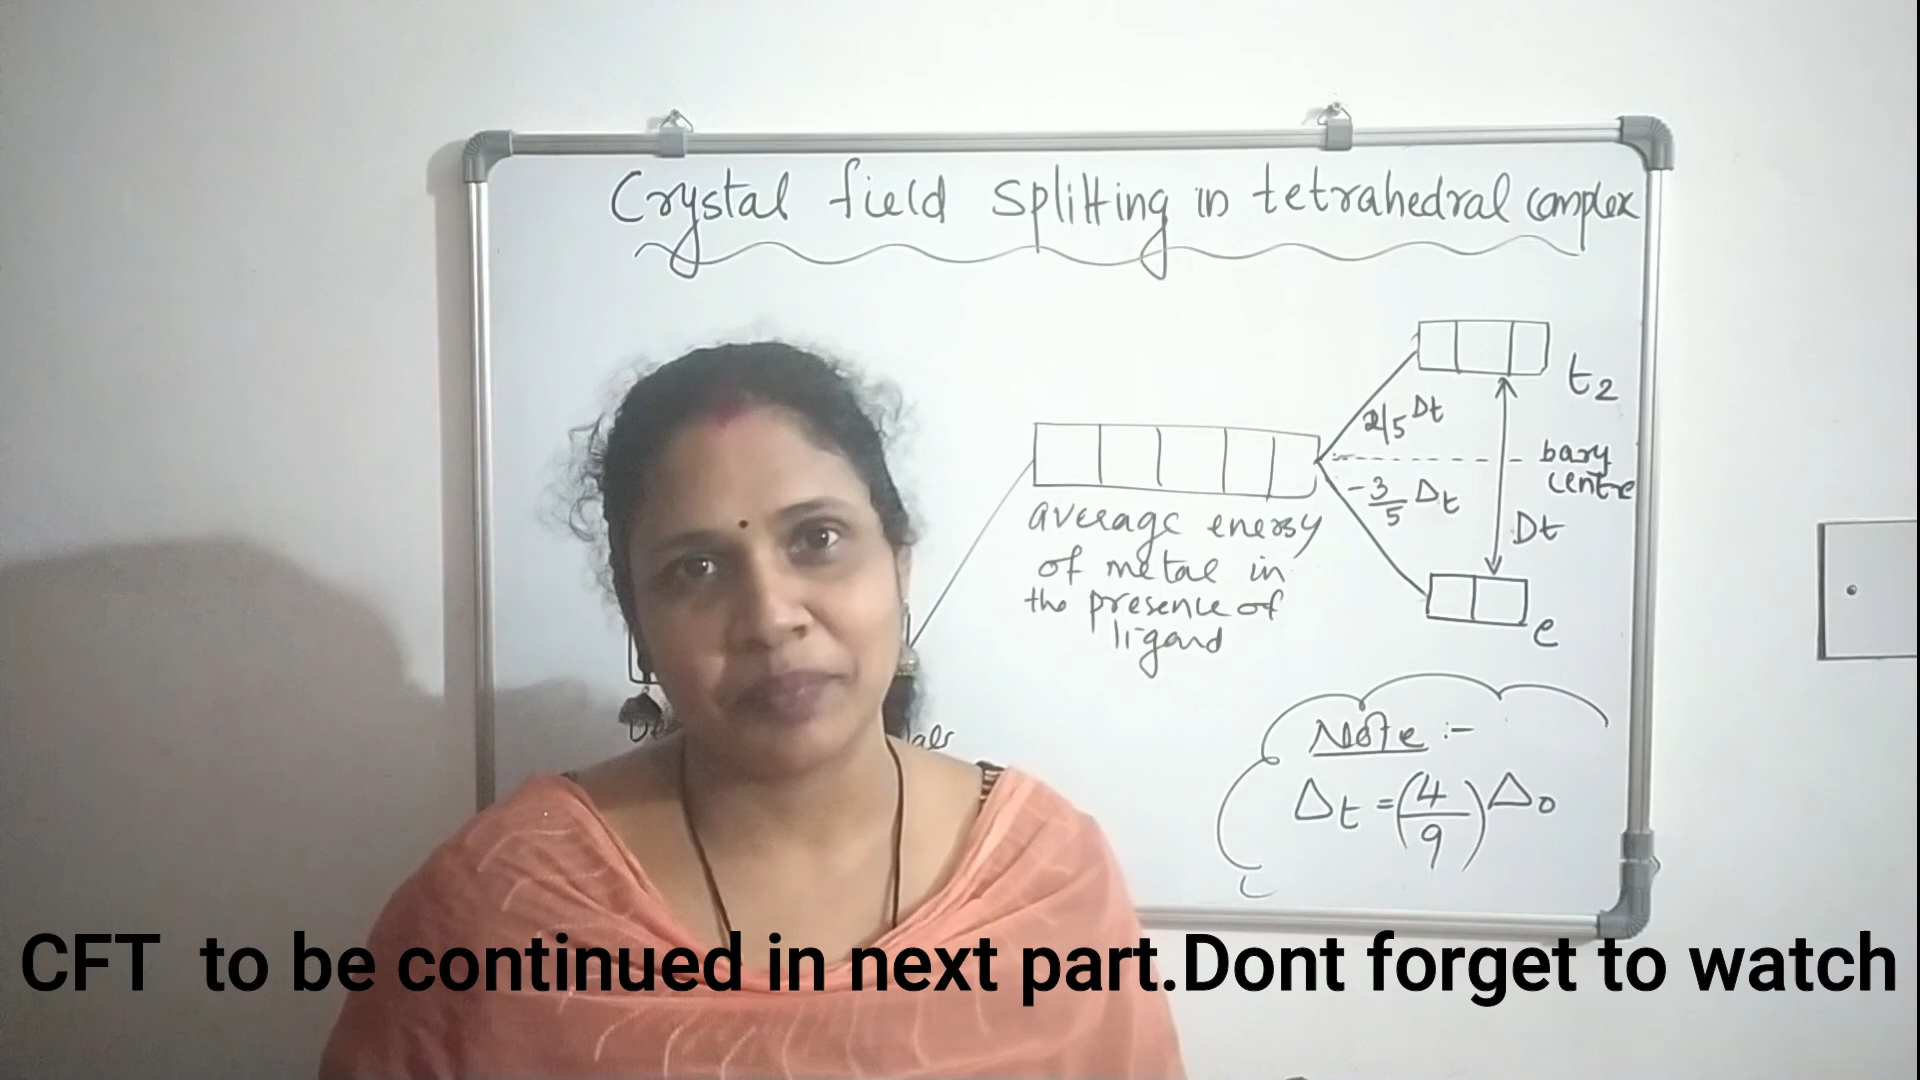 Crystal field splitting in tetrahedral complex
t2
2/5 Dt
bary
centre
-3/5 Δt
average energy
of metal in
the presence of
ligand
Dt
e
Note :-
Δt = (4/9) Δo
CFT to be continued in next part.Dont forget to watch